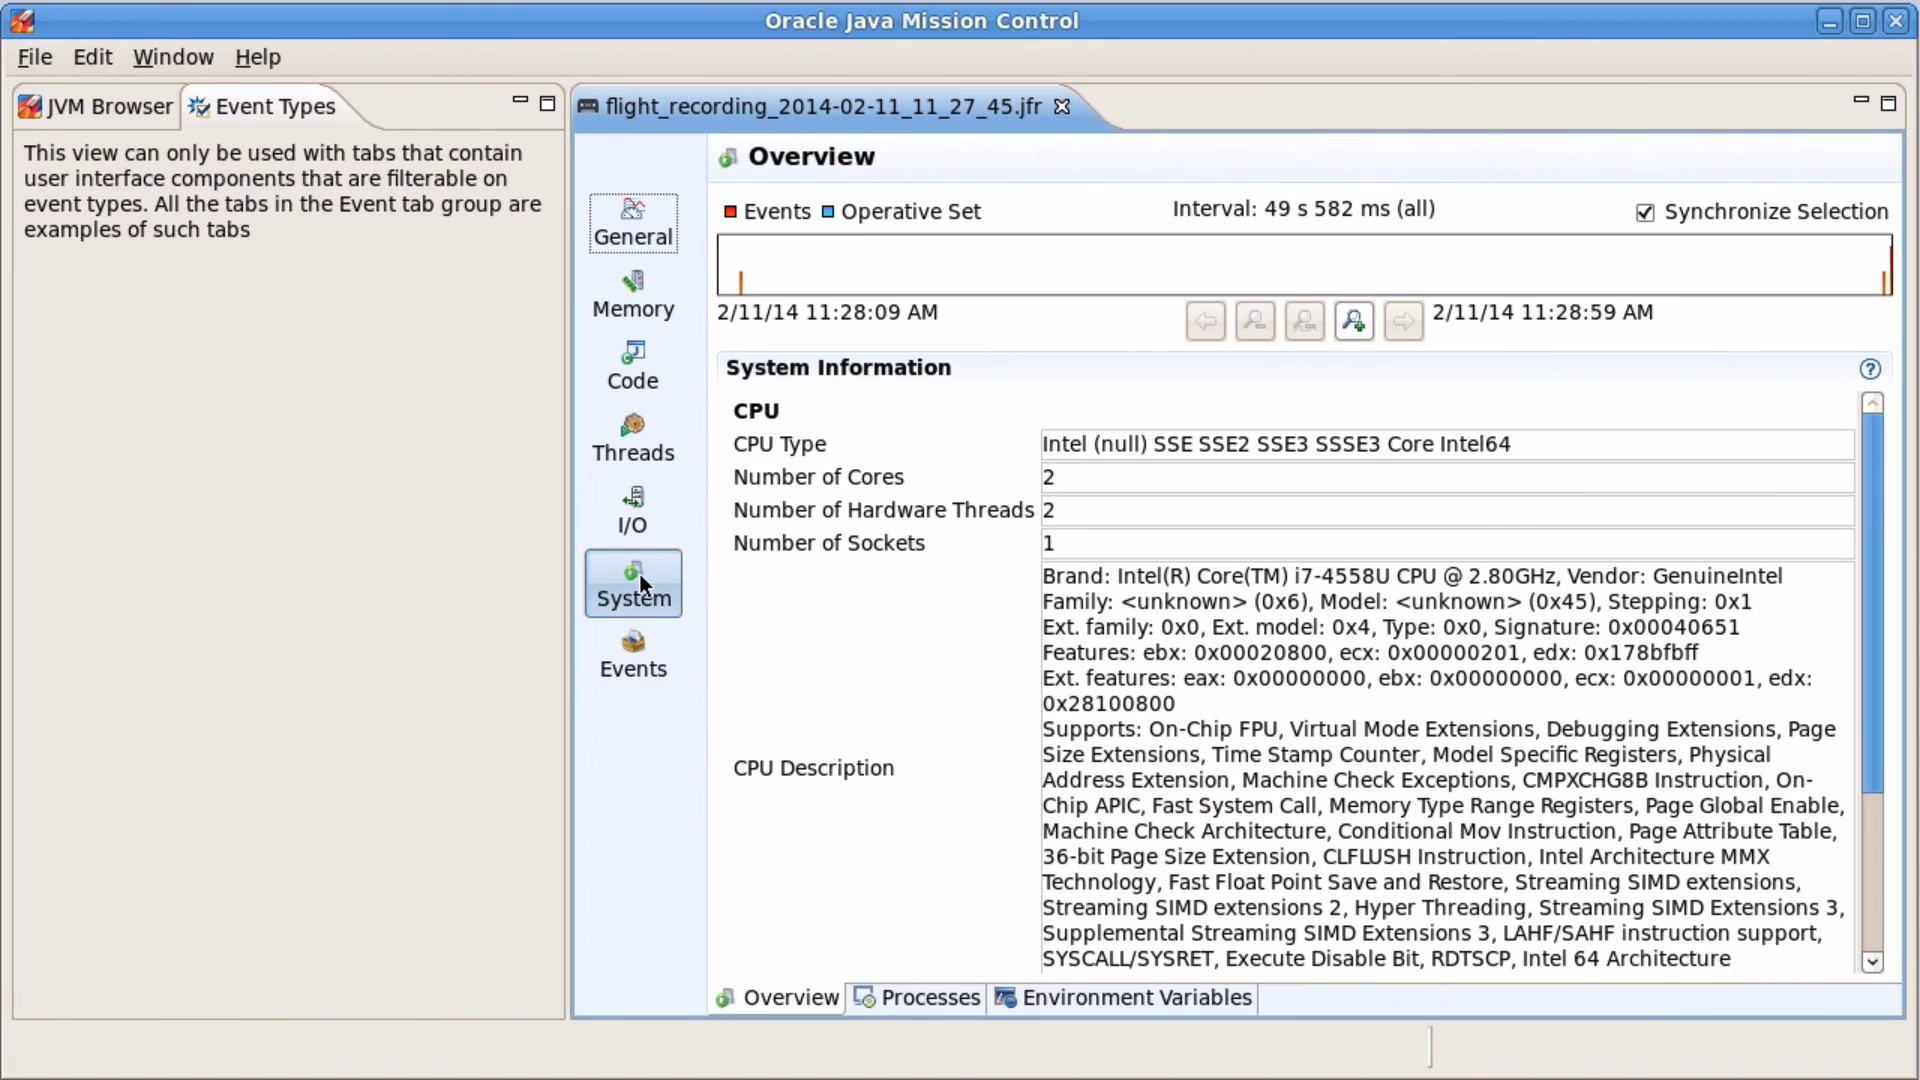 Oracle Java Mission Control
File Edit Window Help
JVM Browser Event Types
This view can only be used with tabs that contain
user interface components that are filterable on
event types. All the tabs in the Event tab group are
examples of such tabs
flight_recording_2014-02-11_11_27_45.jfr
General
Memory
Code
Threads
I/O
System
Events
Overview
Events Operative Set Interval: 49 s 582 ms (all) Synchronize Selection
2/11/14 11:28:09 AM 2/11/14 11:28:59 AM
System Information
CPU
CPU Type Intel (null) SSE SSE2 SSE3 SSSE3 Core Intel64
Number of Cores 2
Number of Hardware Threads 2
Number of Sockets 1
CPU Description
Brand: Intel(R) Core(TM) i7-4558U CPU @ 2.80GHz, Vendor: GenuineIntel
Family: <unknown> (0x6), Model: <unknown> (0x45), Stepping: 0x1
Ext. family: 0x0, Ext. model: 0x4, Type: 0x0, Signature: 0x00040651
Features: ebx: 0x00020800, ecx: 0x00000201, edx: 0x178bfbff
Ext. features: eax: 0x00000000, ebx: 0x00000000, ecx: 0x00000001, edx:
0x28100800
Supports: On-Chip FPU, Virtual Mode Extensions, Debugging Extensions, Page
Size Extensions, Time Stamp Counter, Model Specific Registers, Physical
Address Extension, Machine Check Exceptions, CMPXCHG8B Instruction, On-
Chip APIC, Fast System Call, Memory Type Range Registers, Page Global Enable,
Machine Check Architecture, Conditional Mov Instruction, Page Attribute Table,
36-bit Page Size Extension, CLFLUSH Instruction, Intel Architecture MMX
Technology, Fast Float Point Save and Restore, Streaming SIMD extensions,
Streaming SIMD extensions 2, Hyper Threading, Streaming SIMD Extensions 3,
Supplemental Streaming SIMD Extensions 3, LAHF/SAHF instruction support,
SYSCALL/SYSRET, Execute Disable Bit, RDTSCP, Intel 64 Architecture
Overview Processes Environment Variables